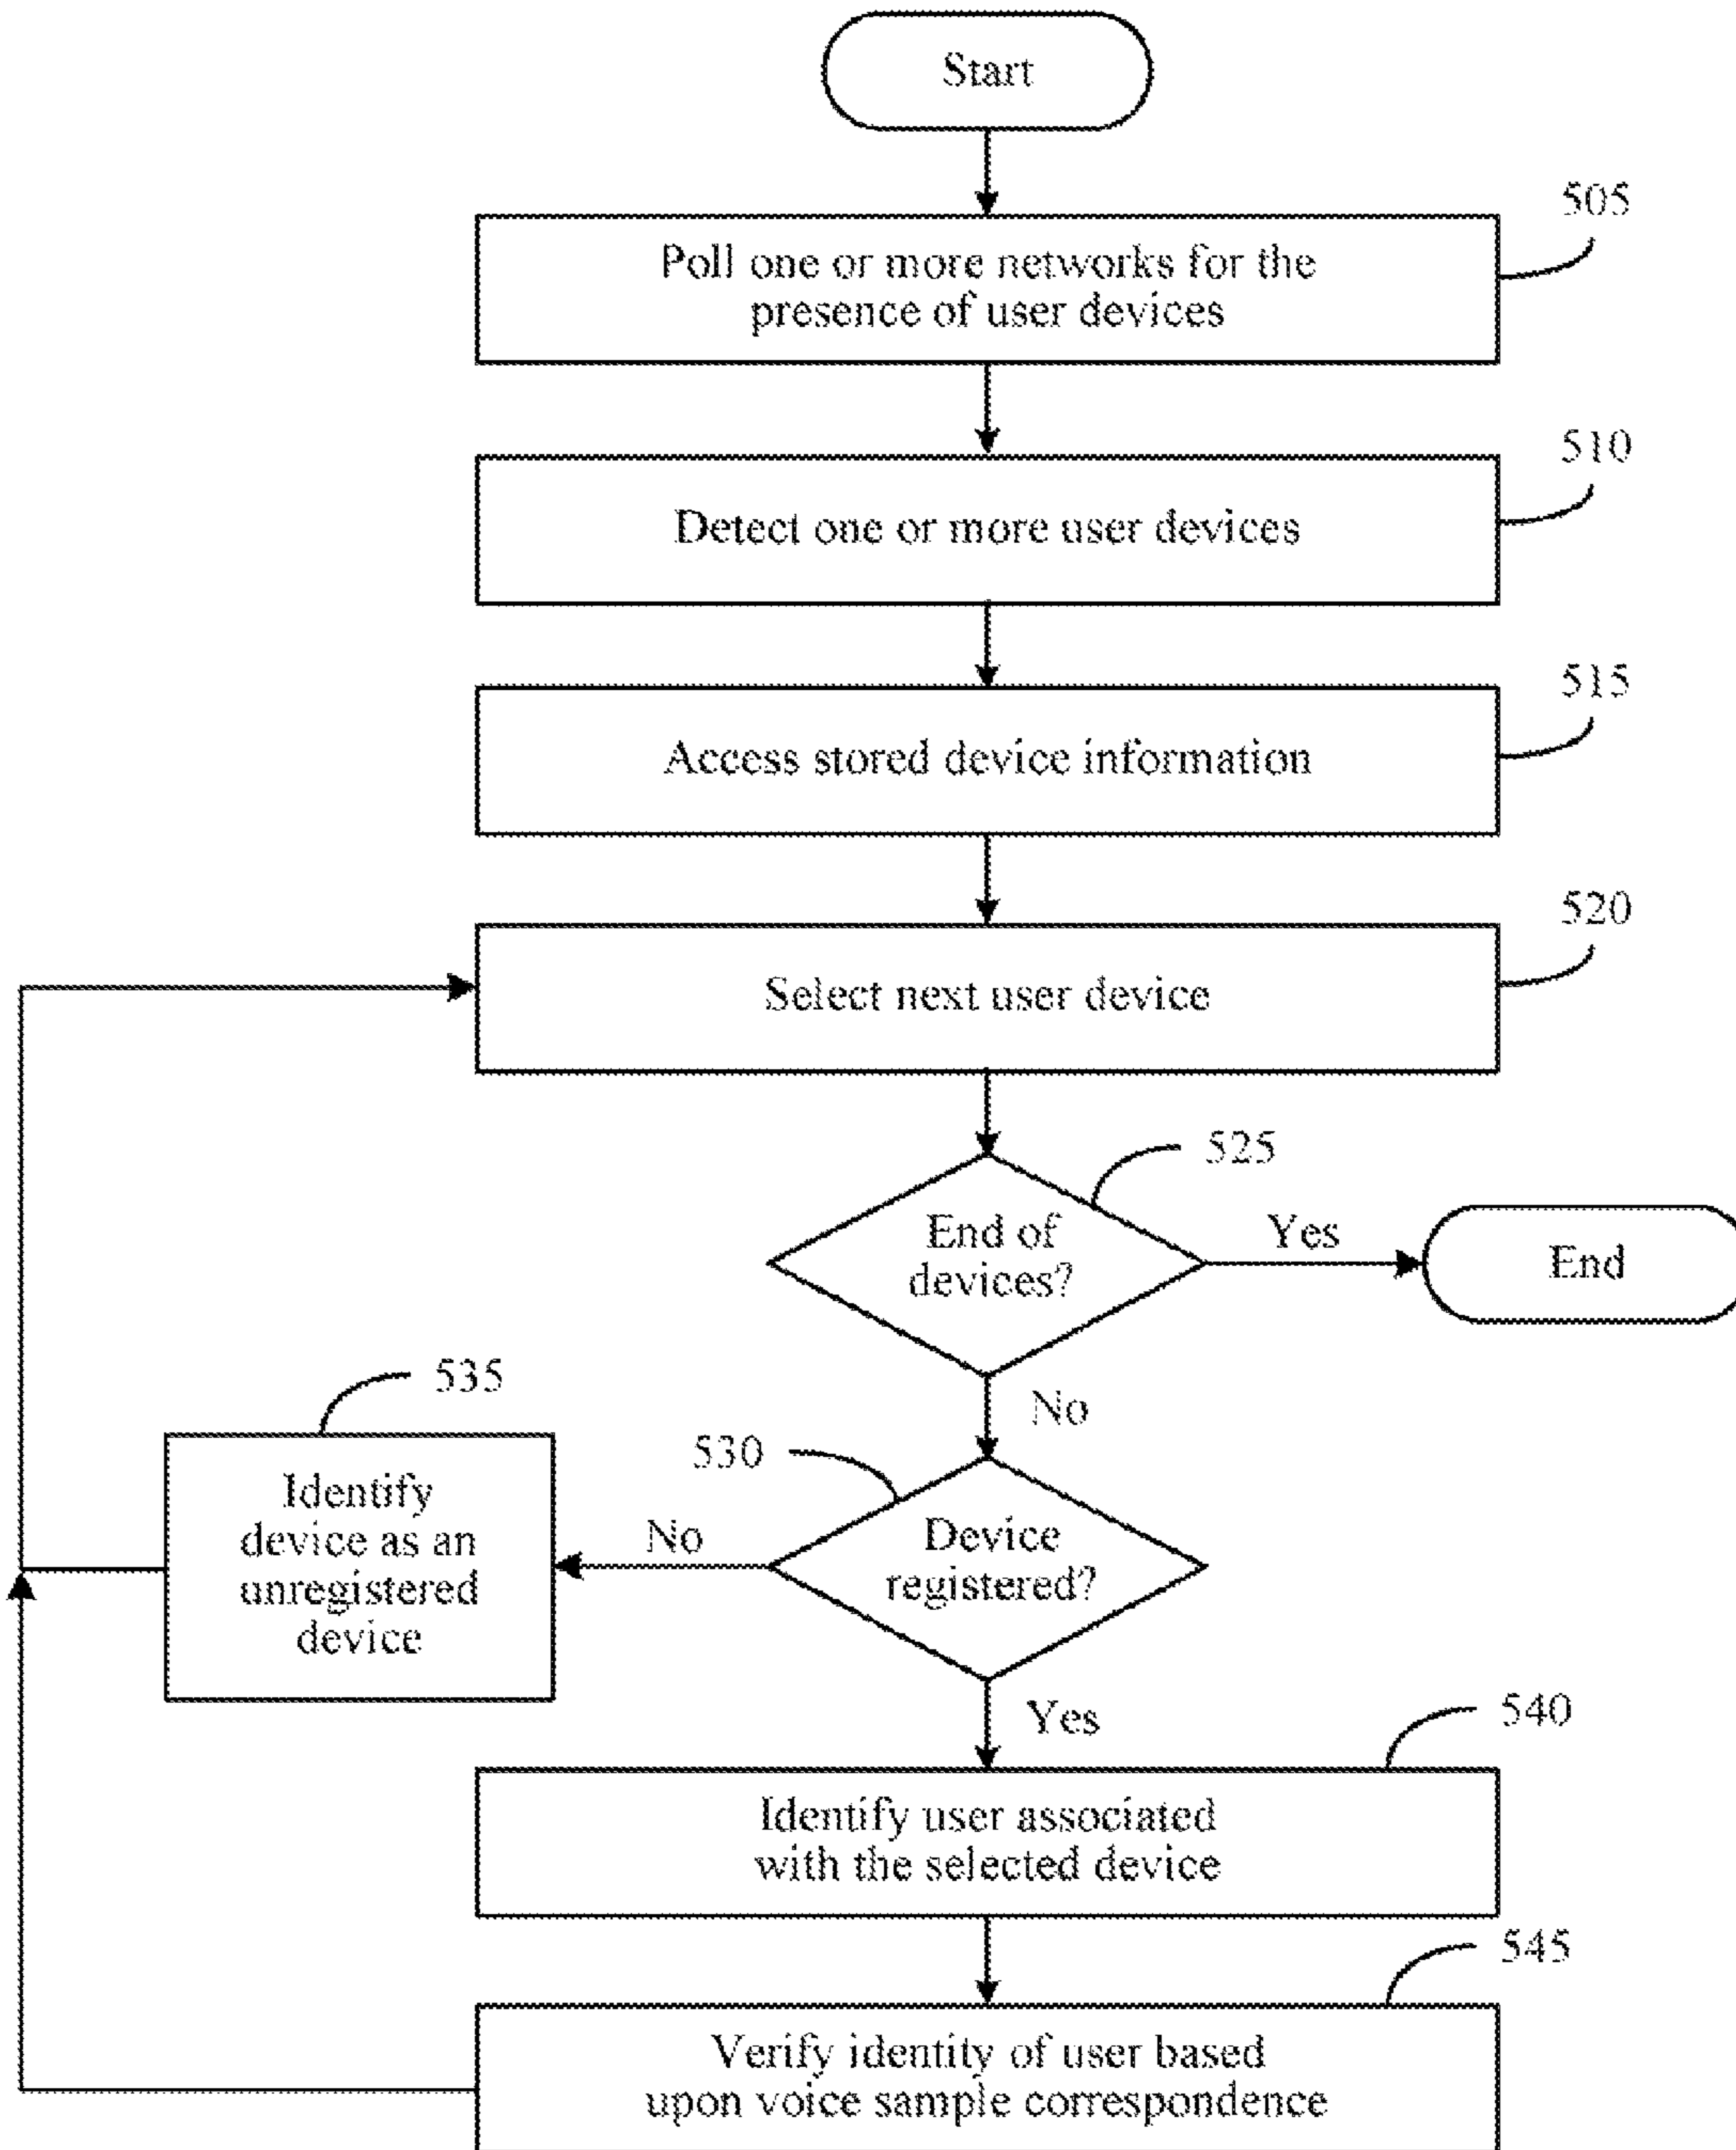 Start
505
Poll one or more networks for the
presence of user devices
510
Detect one or more user devices
515
Access stored device information
520
Select next user device
525
End of
devices?
Yes
End
No
535
Identify
device as an
unregistered
device
530
No
Device
registered?
Yes
540
Identify user associated
with the selected device
545
Verify identity of user based
upon voice sample correspondence